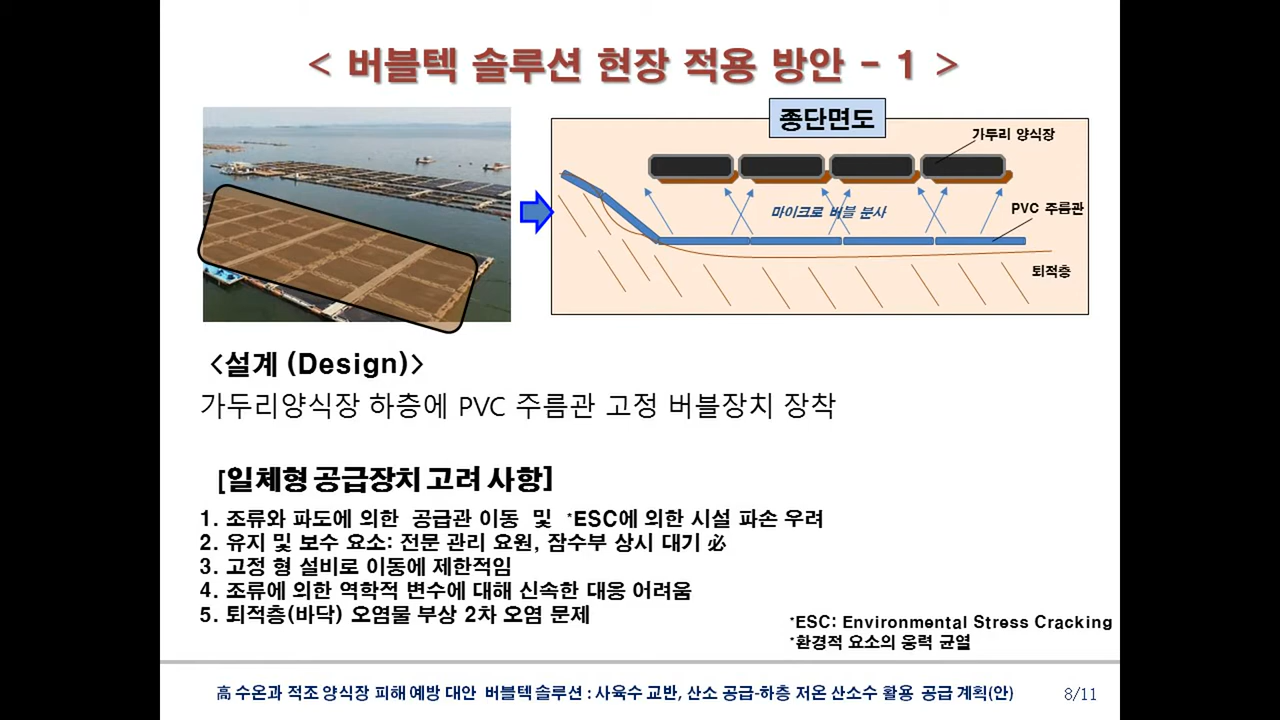 < 버블텍 솔루션 현장 적용 방안 - 1 >
종단면도
가두리 양식장
마이크로 버블 분사
PVC 주름관
퇴적층
<설계 (Design)>
가두리양식장 하층에 PVC 주름관 고정 버블장치 장착
[일체형 공급장치 고려 사항]
1. 조류와 파도에 의한 공급관 이동 및 *ESC에 의한 시설 파손 우려
2. 유지 및 보수 요소: 전문 관리 요원, 잠수부 상시 대기 必
3. 고정 형 설비로 이동에 제한적임
4. 조류에 의한 역학적 변수에 대해 신속한 대응 어려움
5. 퇴적층(바닥) 오염물 부상 2차 오염 문제
*ESC: Environmental Stress Cracking
*환경적 요소의 응력 균열
高 수온과 적조 양식장 피해 예방 대안 버블텍 솔루션 : 사육수 교반, 산소 공급-하층 저온 산소수 활용 공급 계획(안)
8/11